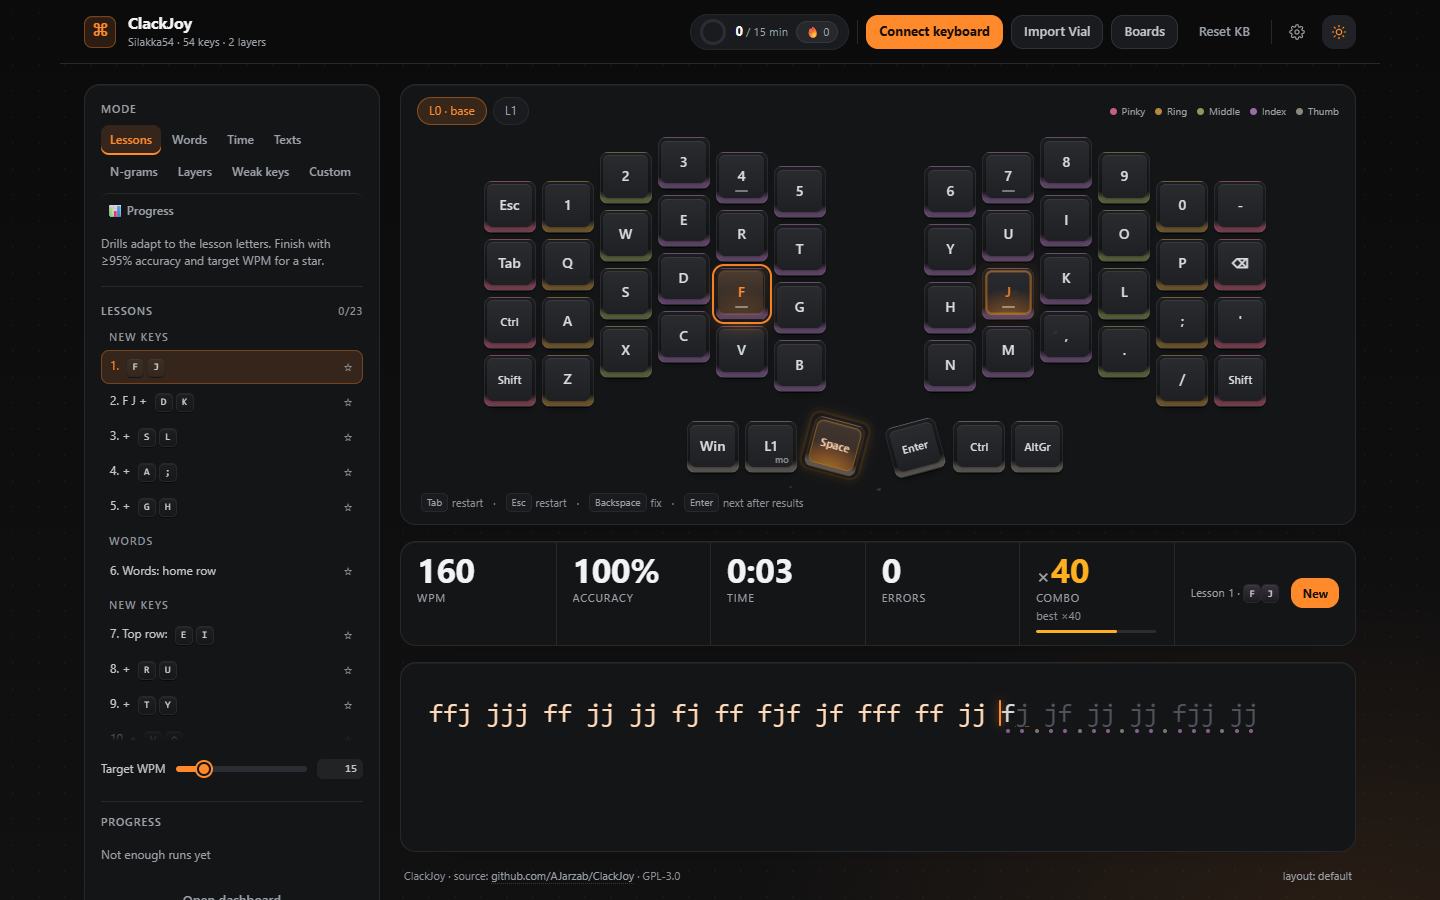 ⌘ ClackJoy
Silakka54 · 54 keys · 2 layers
0 / 15 min 🔥 0
Connect keyboard
Import Vial
Boards
Reset KB
MODE
Lessons Words Time Texts
N-grams Layers Weak keys Custom
📊 Progress
Drills adapt to the lesson letters. Finish with
≥95% accuracy and target WPM for a star.
LESSONS 0/23
NEW KEYS
1. F J ☆
2. F J + D K ☆
3. + S L ☆
4. + A ; ☆
5. + G H ☆
WORDS
6. Words: home row ☆
NEW KEYS
7. Top row: E I ☆
8. + R U ☆
9. + T Y ☆
Target WPM 15
PROGRESS
Not enough runs yet
Open dashboard
L0 · base L1
Pinky Ring Middle Index Thumb
Esc 1 2 3 4 5 6 7 8 9 0 -
Tab Q W E R T Y U I O P ⌫
Ctrl A S D F G H J K L ; '
Shift Z X C V B N M , . / Shift
Win L1 mo Space Enter Ctrl AltGr
Tab restart · Esc restart · Backspace fix · Enter next after results
160 WPM
100% ACCURACY
0:03 TIME
0 ERRORS
×40 COMBO
best ×40
Lesson 1 · F J New
ffj jjj ff jj jj fj ff fjf jf fff ff jj fj jf jj jj fjj jj
ClackJoy · source: github.com/AJarzab/ClackJoy · GPL-3.0
layout: default